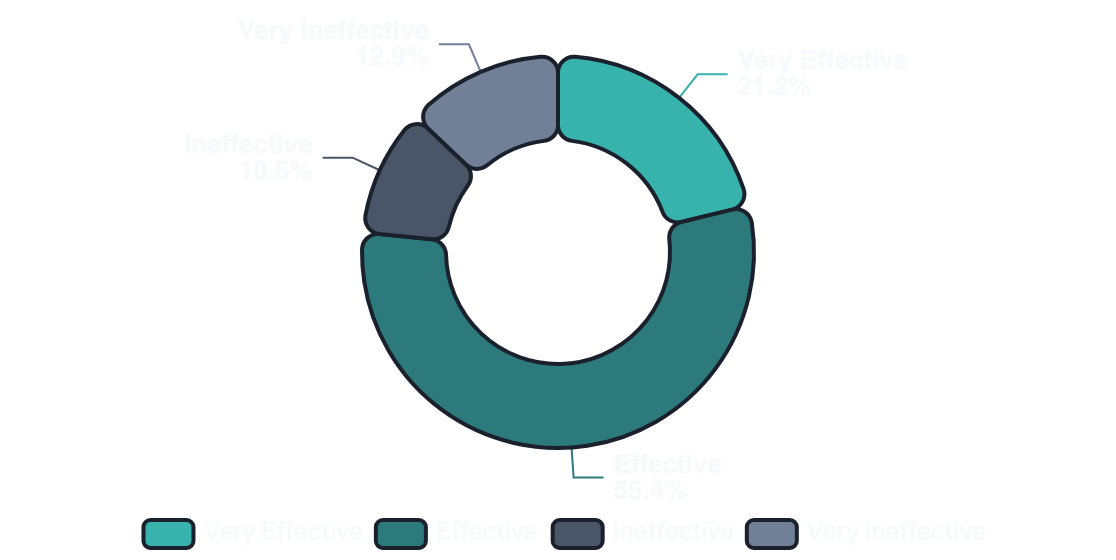 Very Ineffective
12.9%
Very Effective
21.2%
Ineffective
10.5%
Effective
55.4%
Very Effective Effective Ineffective Very Ineffective